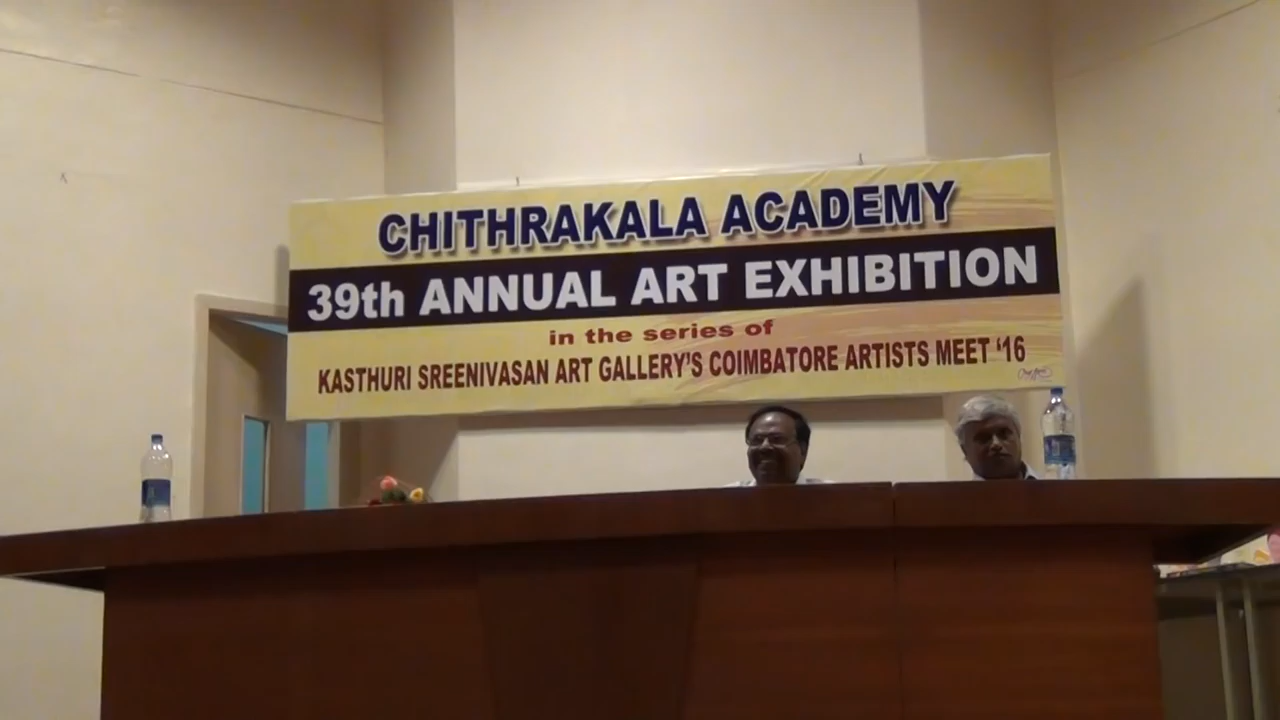 CHITHRAKALA ACADEMY
39th ANNUAL ART EXHIBITION
in the series of
KASTHURI SREENIVASAN ART GALLERY'S COIMBATORE ARTISTS MEET '16